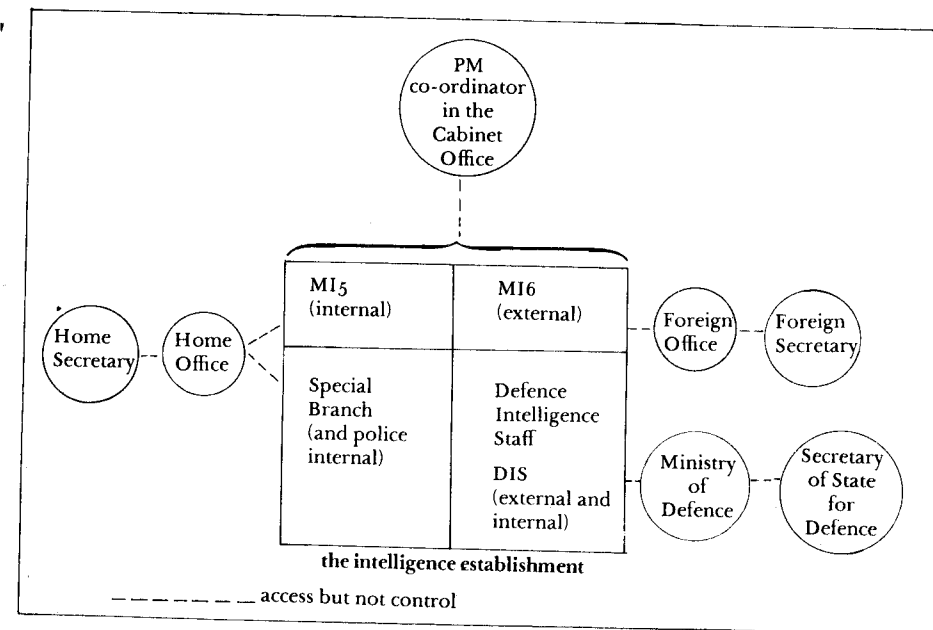 PM
co-ordinator
in the
Cabinet
Office
MI5
(internal)
MI6
(external)
Home
Secretary
Home
Office
Foreign
Office
Foreign
Secretary
Special
Branch
(and police
internal)
Defence
Intelligence
Staff
DIS
(external and
internal)
Ministry
of
Defence
Secretary
of State
for
Defence
the intelligence establishment
access but not control